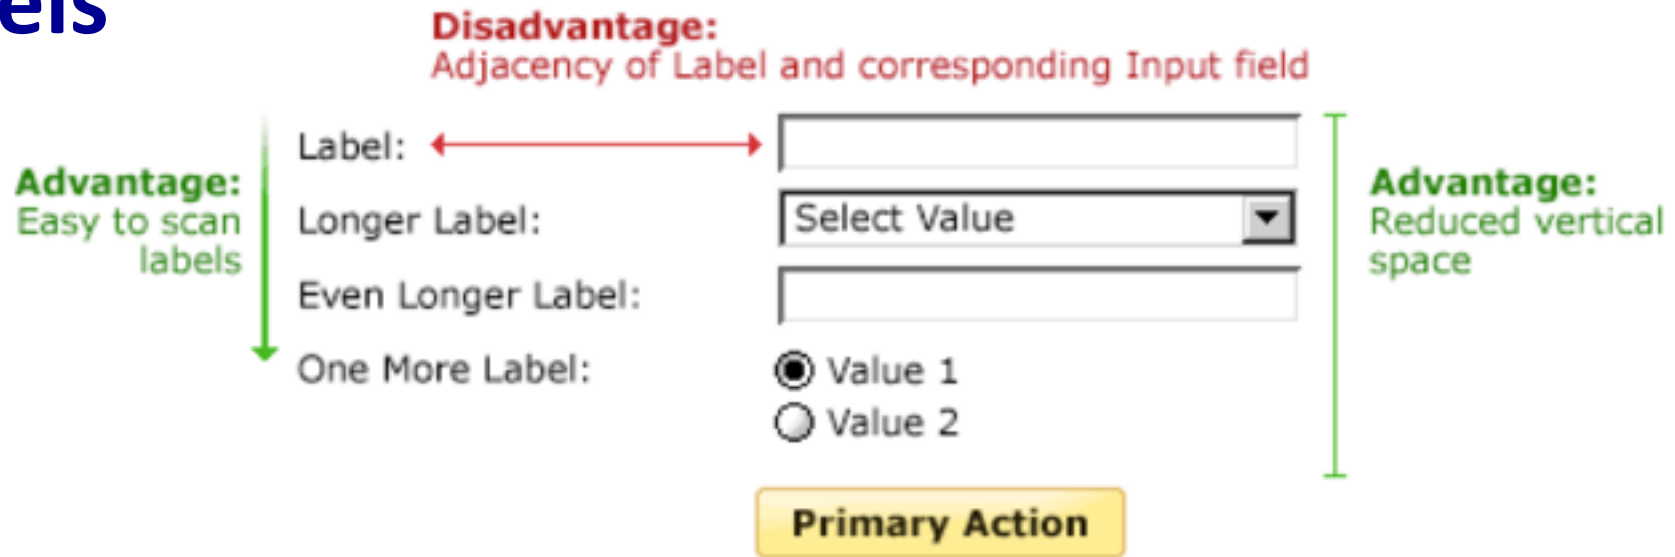 Disadvantage:
Adjacency of Label and corresponding Input field
Advantage:
Easy to scan
labels
Label:
Longer Label:
Select Value
Even Longer Label:
One More Label:
Value 1
Value 2
Primary Action
Advantage:
Reduced vertical
space